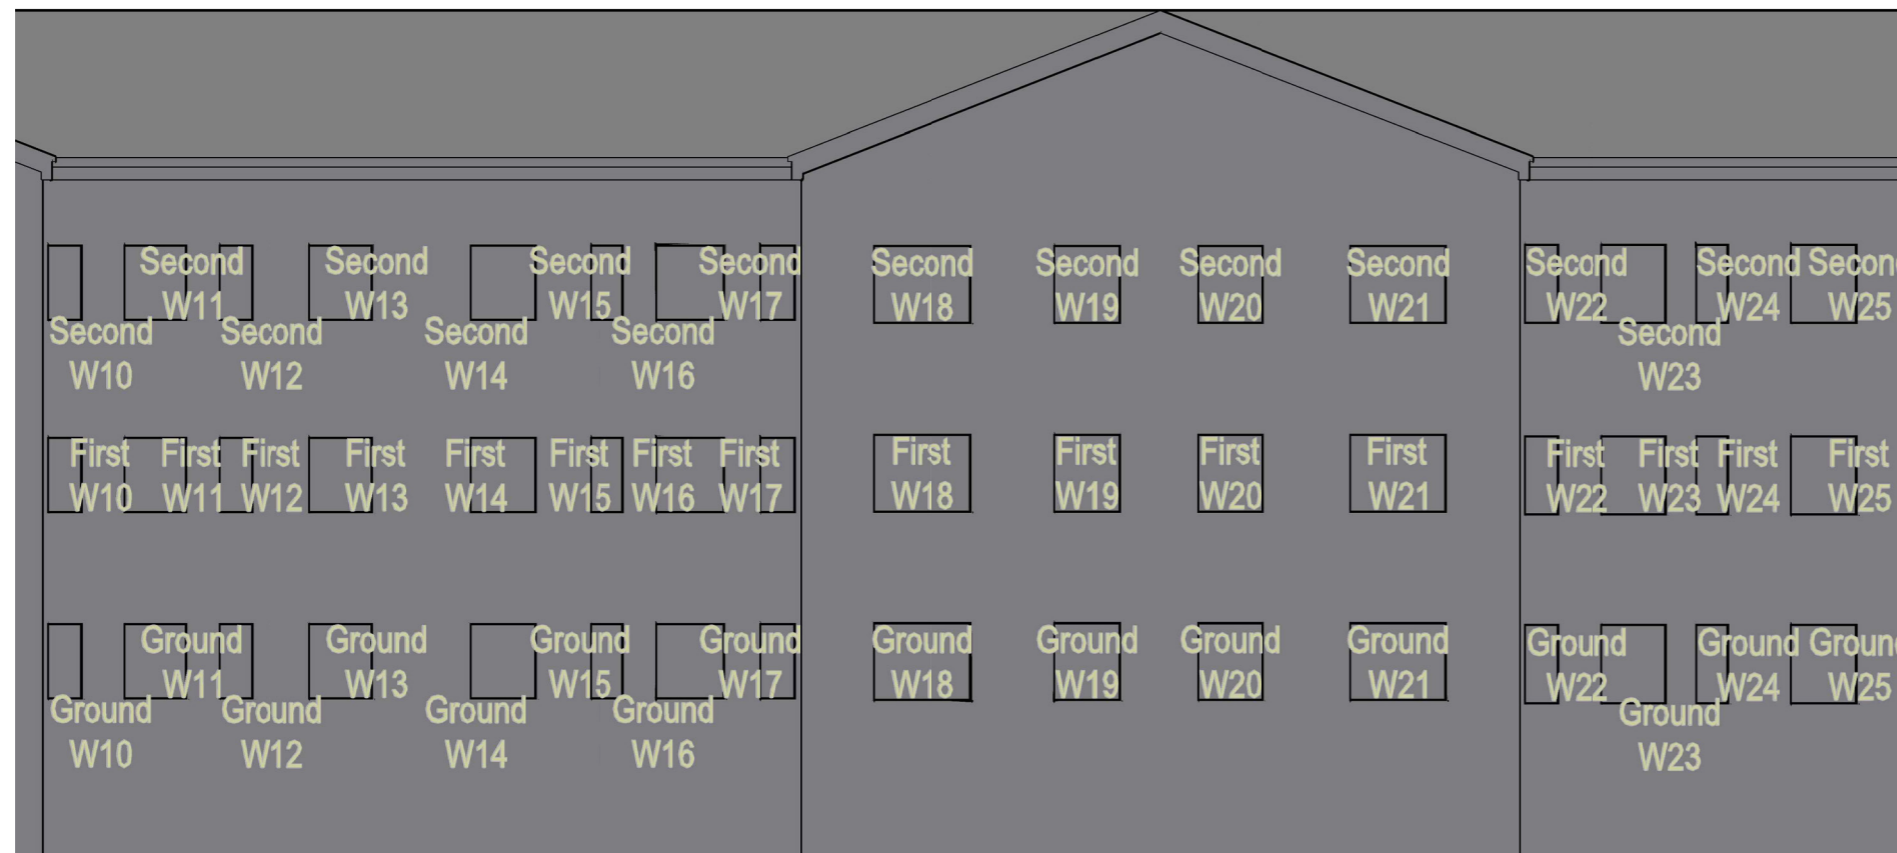 Second Second Second Second Second Second Second Second Second Second Secon
W11 W13 W15 W17 W18 W19 W20 W21 W22 W24 W25
Second Second Second Second Second
W10 W12 W14 W16 W23
First First First First First First First First First First First First First First First First
W10 W11 W12 W13 W14 W15 W16 W17 W18 W19 W20 W21 W22 W23 W24 W25
Ground Ground Ground Ground Ground Ground Ground Ground Ground Ground Groun
W11 W13 W15 W17 W18 W19 W20 W21 W22 W24 W25
Ground Ground Ground Ground Ground
W10 W12 W14 W16 W23